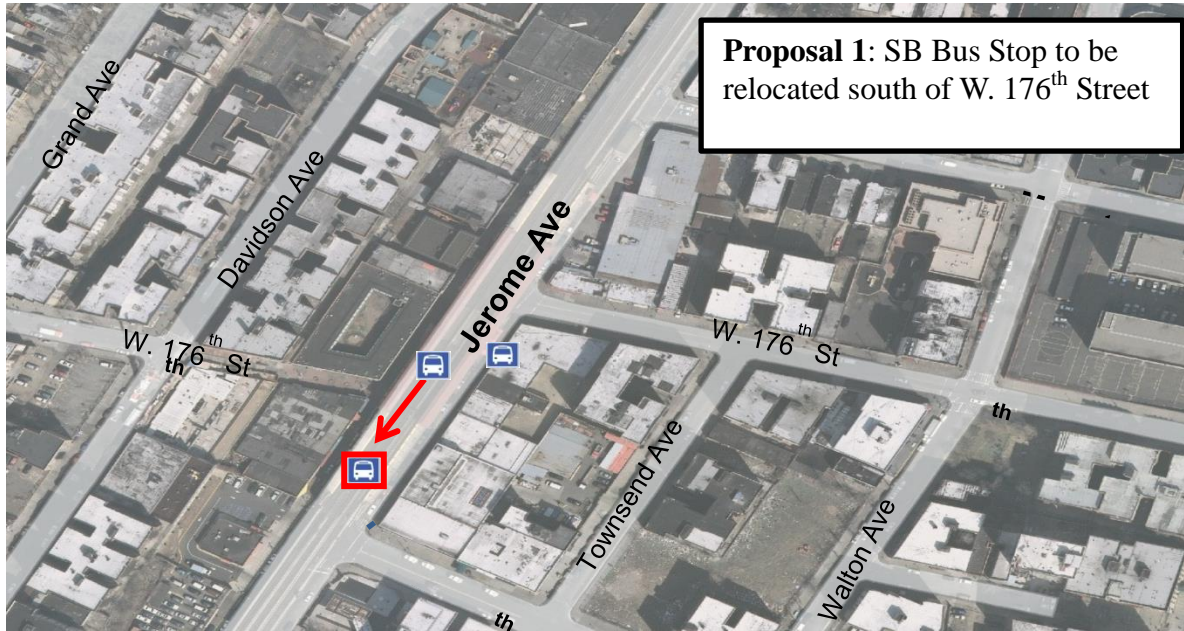 Proposal 1: SB Bus Stop to be
relocated south of W. 176th Street
Grand Ave
Davidson Ave
Jerome Ave
W. 176th St
th
W. 176th St
th
Townsend Ave
Walton Ave
th